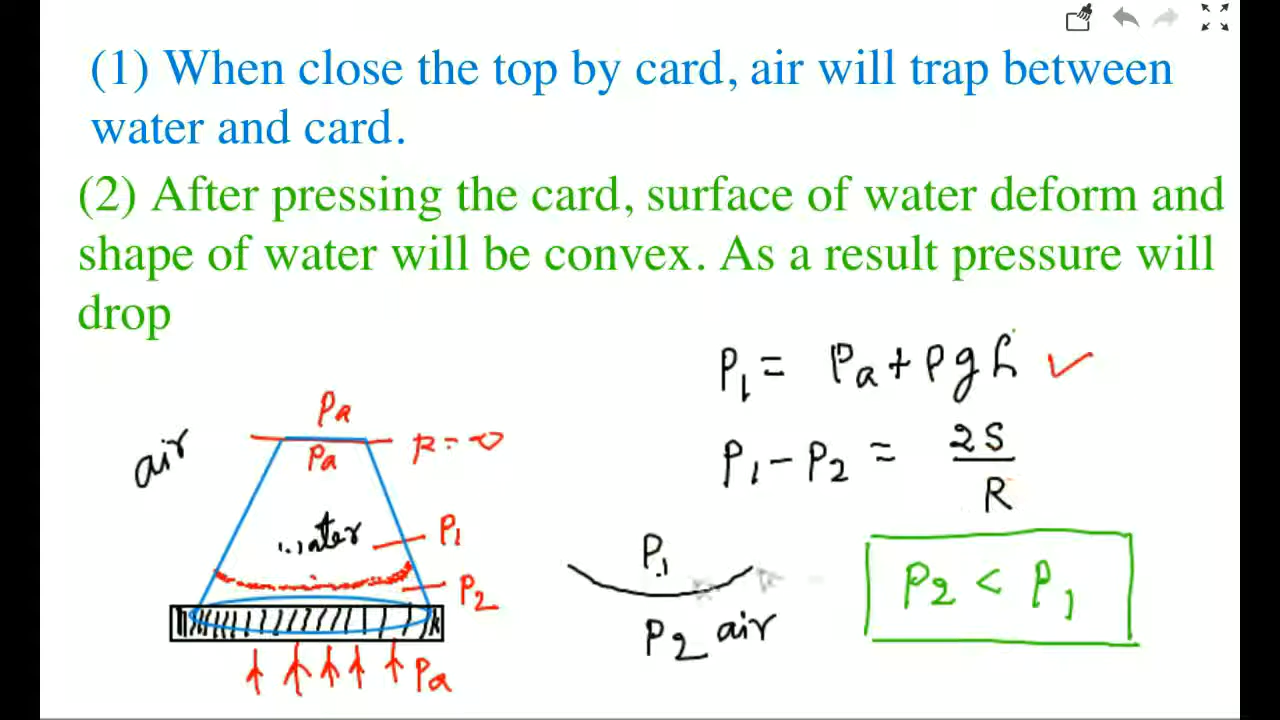 (1) When close the top by card, air will trap between
water and card.
(2) After pressing the card, surface of water deform and
shape of water will be convex. As a result pressure will
drop
P1 = Pa + ρgh ✓
Pa
air
Pa
P1 - P2 = 2S/R
water
P1
P2
Pa
P1
P2 air
P2 < P1